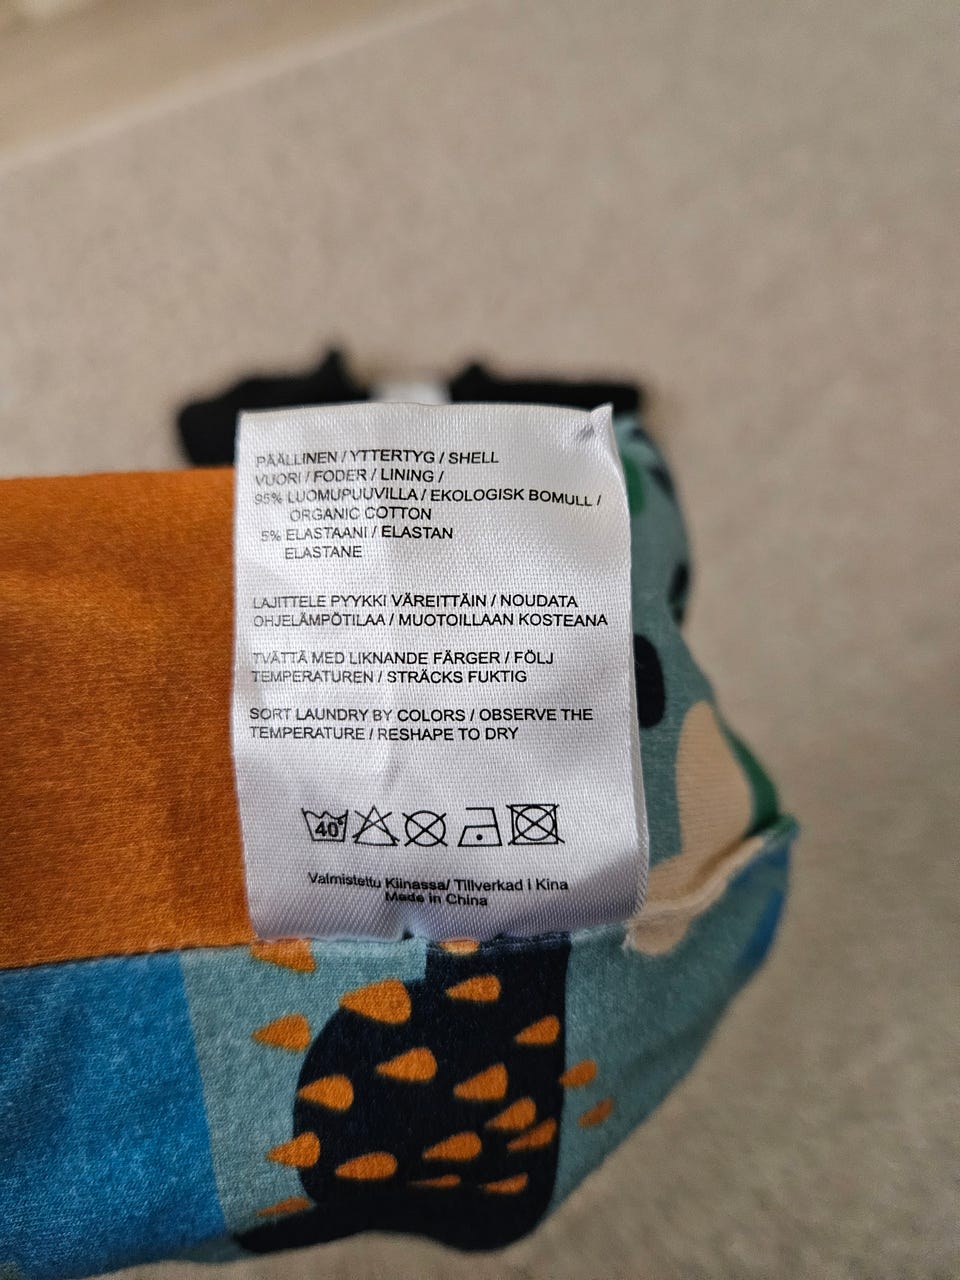 PÄÄLLINEN / YTTERTYG / SHELL
VUORI / FODER / LINING /
95% LUOMUPUUVILLA / EKOLOGISK BOMULL /
ORGANIC COTTON
5% ELASTAANI / ELASTAN
ELASTANE
LAJITTELE PYYKKI VÄREITTÄIN / NOUDATA
OHJELÄMPÖTILAA / MUOTOILLAAN KOSTEANA
TVÄTTÄ MED LIKNANDE FÄRGER / FÖLJ
TEMPERATUREN / STRÄCKS FUKTIG
SORT LAUNDRY BY COLORS / OBSERVE THE
TEMPERATURE / RESHAPE TO DRY
40°
Valmistettu Kiinassa/ Tillverkad i Kina
Made in China